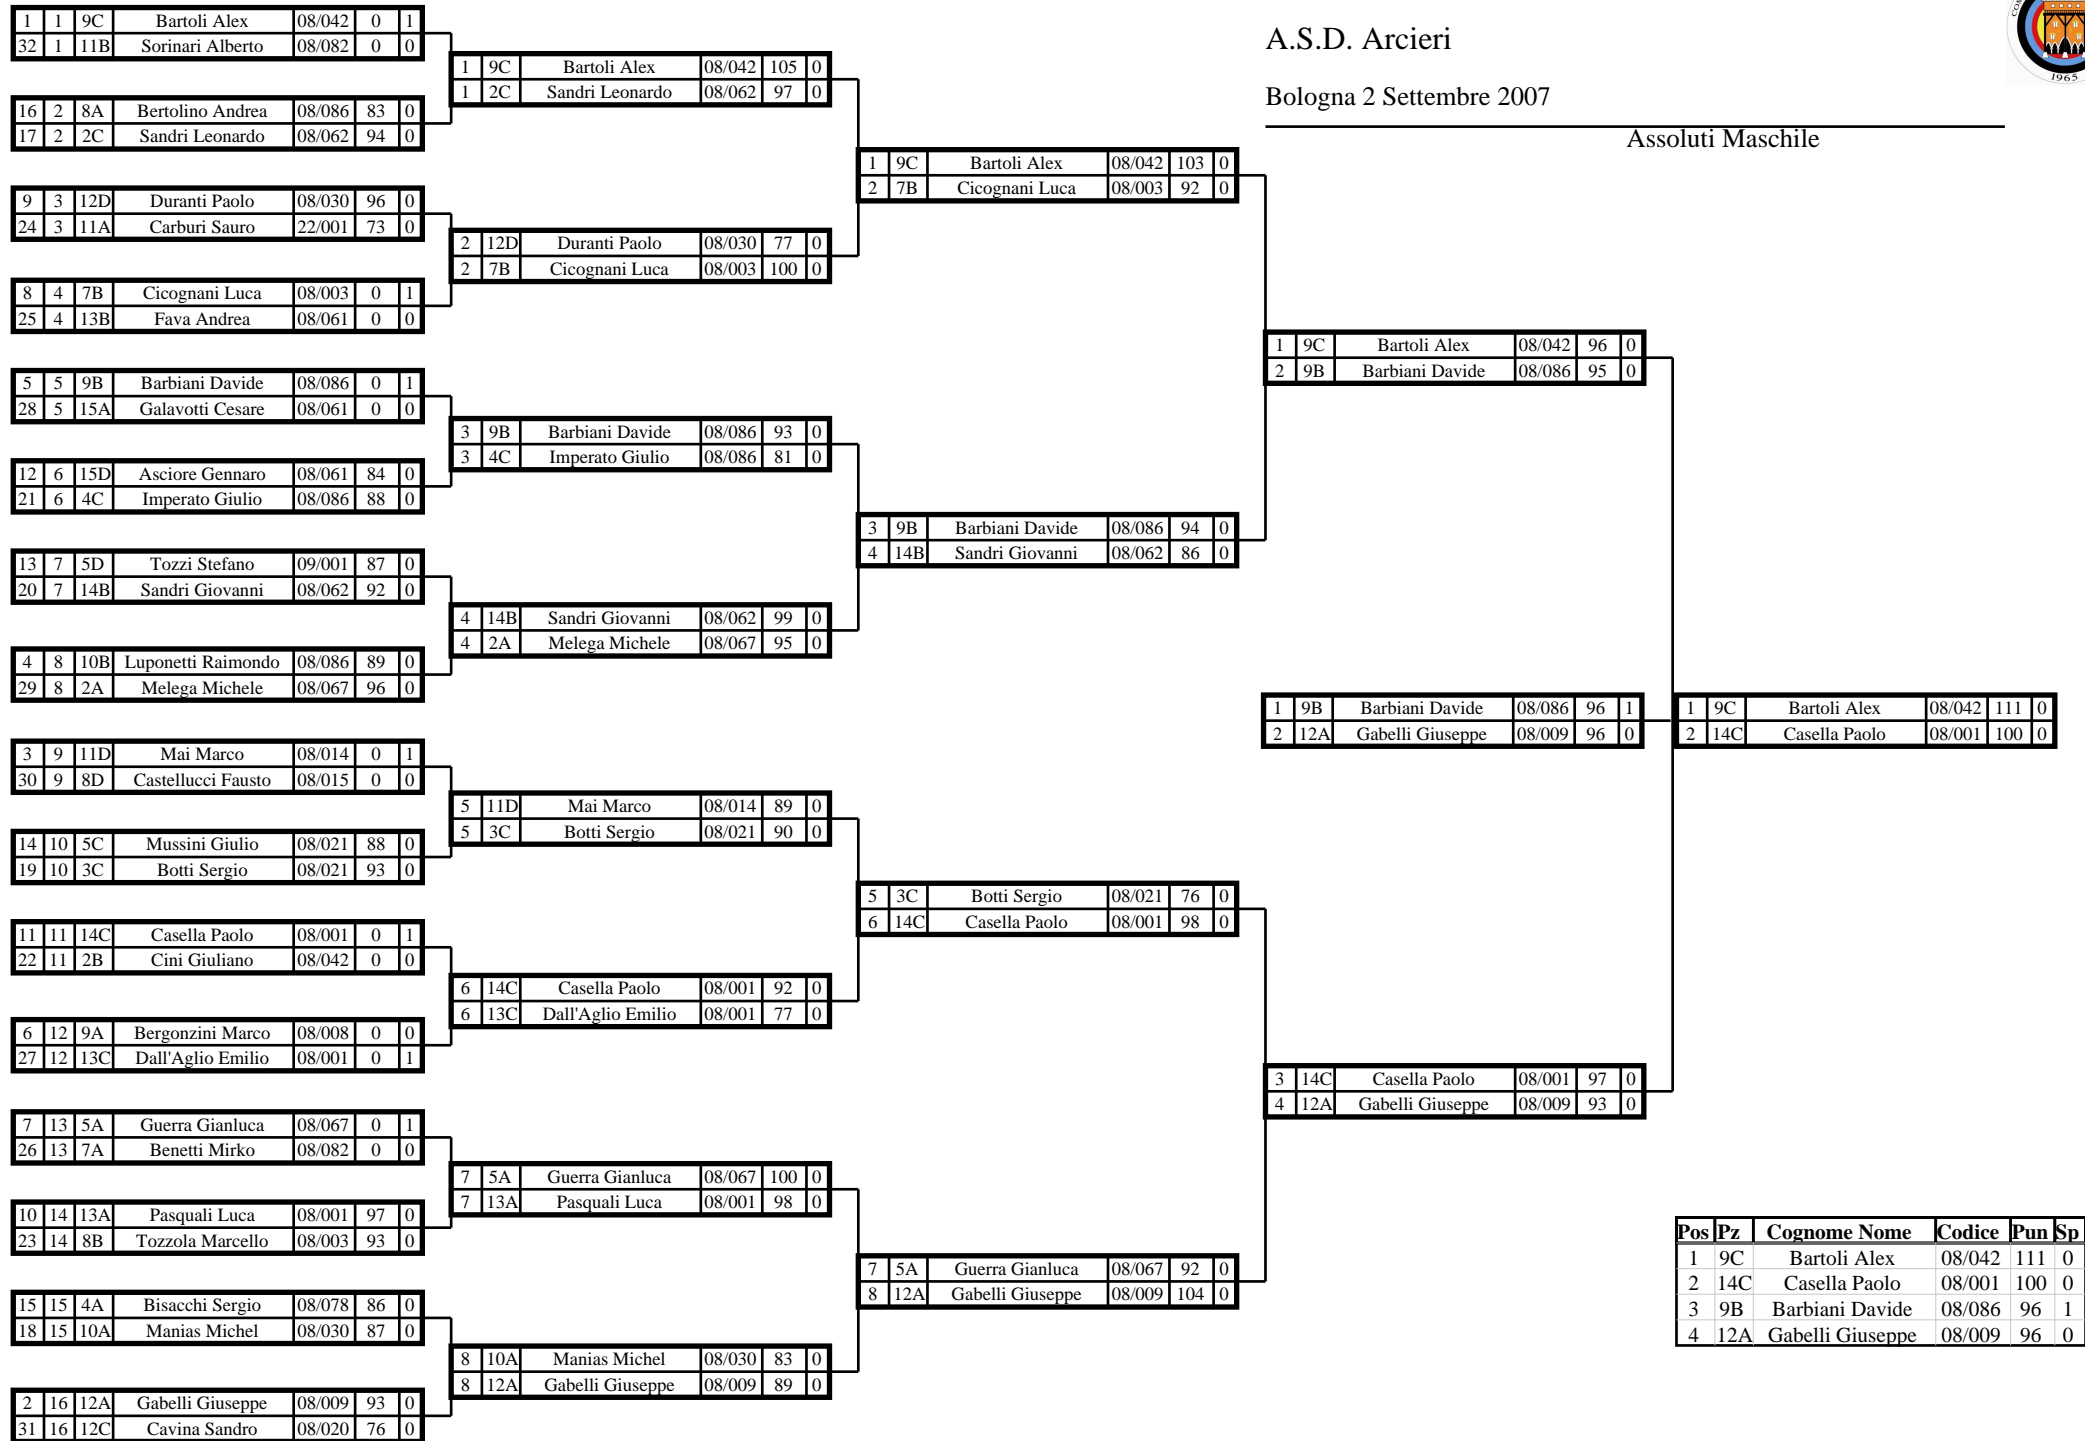 A.S.D. Arcieri
Bologna 2 Settembre 2007
Assoluti Maschile
1 1 9C Bartoli Alex 08/042 0 1
32 1 11B Sorinari Alberto 08/082 0 0
16 2 8A Bertolino Andrea 08/086 83 0
17 2 2C Sandri Leonardo 08/062 94 0
9 3 12D Duranti Paolo 08/030 96 0
24 3 11A Carburi Sauro 22/001 73 0
8 4 7B Cicognani Luca 08/003 0 1
25 4 13B Fava Andrea 08/061 0 0
5 5 9B Barbiani Davide 08/086 0 1
28 5 15A Galavotti Cesare 08/061 0 0
12 6 15D Asciore Gennaro 08/061 84 0
21 6 4C Imperato Giulio 08/086 88 0
13 7 5D Tozzi Stefano 09/001 87 0
20 7 14B Sandri Giovanni 08/062 92 0
4 8 10B Luponetti Raimondo 08/086 89 0
29 8 2A Melega Michele 08/067 96 0
3 9 11D Mai Marco 08/014 0 1
30 9 8D Castellucci Fausto 08/015 0 0
14 10 5C Mussini Giulio 08/021 88 0
19 10 3C Botti Sergio 08/021 93 0
11 11 14C Casella Paolo 08/001 0 1
22 11 2B Cini Giuliano 08/042 0 0
6 12 9A Bergonzini Marco 08/008 0 0
27 12 13C Dall'Aglio Emilio 08/001 0 1
7 13 5A Guerra Gianluca 08/067 0 1
26 13 7A Benetti Mirko 08/082 0 0
10 14 13A Pasquali Luca 08/001 97 0
23 14 8B Tozzola Marcello 08/003 93 0
15 15 4A Bisacchi Sergio 08/078 86 0
18 15 10A Manias Michel 08/030 87 0
2 16 12A Gabelli Giuseppe 08/009 93 0
31 16 12C Cavina Sandro 08/020 76 0
1 9C Bartoli Alex 08/042 105 0
1 2C Sandri Leonardo 08/062 97 0
2 12D Duranti Paolo 08/030 77 0
2 7B Cicognani Luca 08/003 100 0
3 9B Barbiani Davide 08/086 93 0
3 4C Imperato Giulio 08/086 81 0
4 14B Sandri Giovanni 08/062 99 0
4 2A Melega Michele 08/067 95 0
5 11D Mai Marco 08/014 89 0
5 3C Botti Sergio 08/021 90 0
6 14C Casella Paolo 08/001 92 0
6 13C Dall'Aglio Emilio 08/001 77 0
7 5A Guerra Gianluca 08/067 100 0
7 13A Pasquali Luca 08/001 98 0
8 10A Manias Michel 08/030 83 0
8 12A Gabelli Giuseppe 08/009 89 0
1 9C Bartoli Alex 08/042 103 0
2 7B Cicognani Luca 08/003 92 0
3 9B Barbiani Davide 08/086 94 0
4 14B Sandri Giovanni 08/062 86 0
5 3C Botti Sergio 08/021 76 0
6 14C Casella Paolo 08/001 98 0
7 5A Guerra Gianluca 08/067 92 0
8 12A Gabelli Giuseppe 08/009 104 0
1 9C Bartoli Alex 08/042 96 0
2 9B Barbiani Davide 08/086 95 0
1 9B Barbiani Davide 08/086 96 1
2 12A Gabelli Giuseppe 08/009 96 0
3 14C Casella Paolo 08/001 97 0
4 12A Gabelli Giuseppe 08/009 93 0
1 9C Bartoli Alex 08/042 111 0
2 14C Casella Paolo 08/001 100 0
Pos Pz Cognome Nome Codice Pun Sp
1 9C Bartoli Alex 08/042 111 0
2 14C Casella Paolo 08/001 100 0
3 9B Barbiani Davide 08/086 96 1
4 12A Gabelli Giuseppe 08/009 96 0
1965